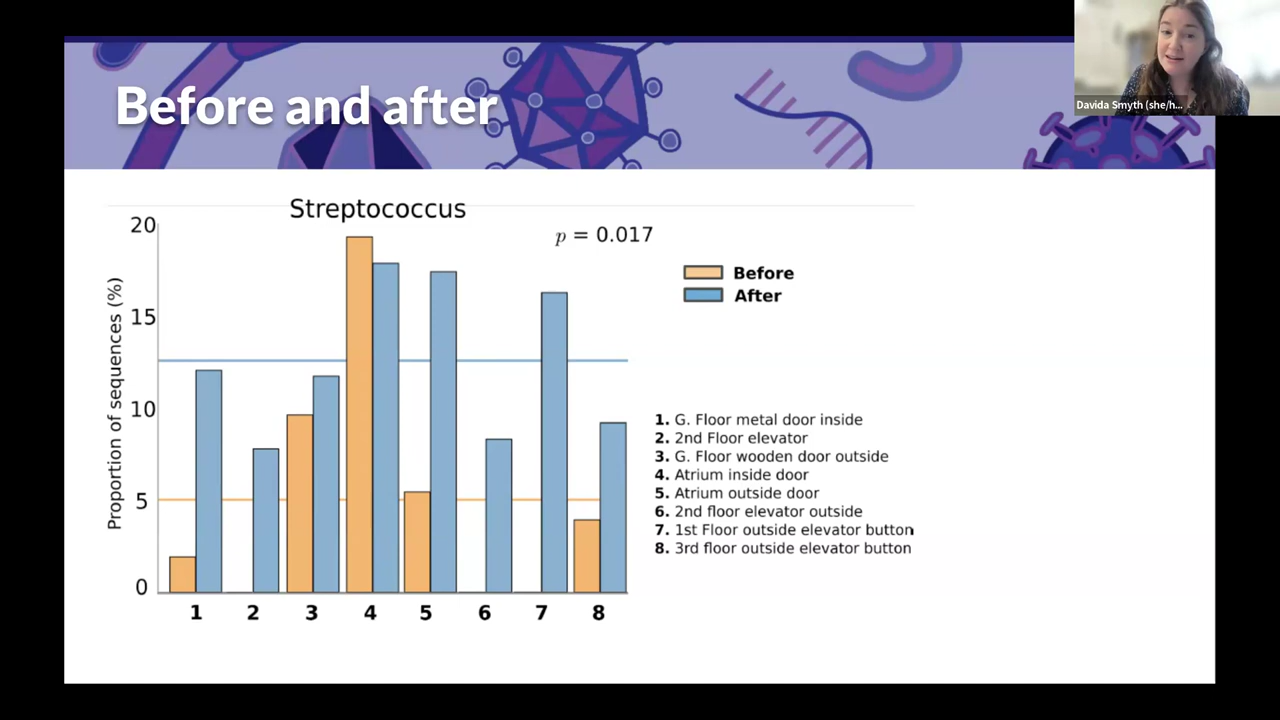 Before and after
Davida Smyth (she/h...
Streptococcus
p = 0.017
Before
After
Proportion of sequences (%)
20
15
10
5
0
1 2 3 4 5 6 7 8
1. G. Floor metal door inside
2. 2nd Floor elevator
3. G. Floor wooden door outside
4. Atrium inside door
5. Atrium outside door
6. 2nd floor elevator outside
7. 1st Floor outside elevator button
8. 3rd floor outside elevator button